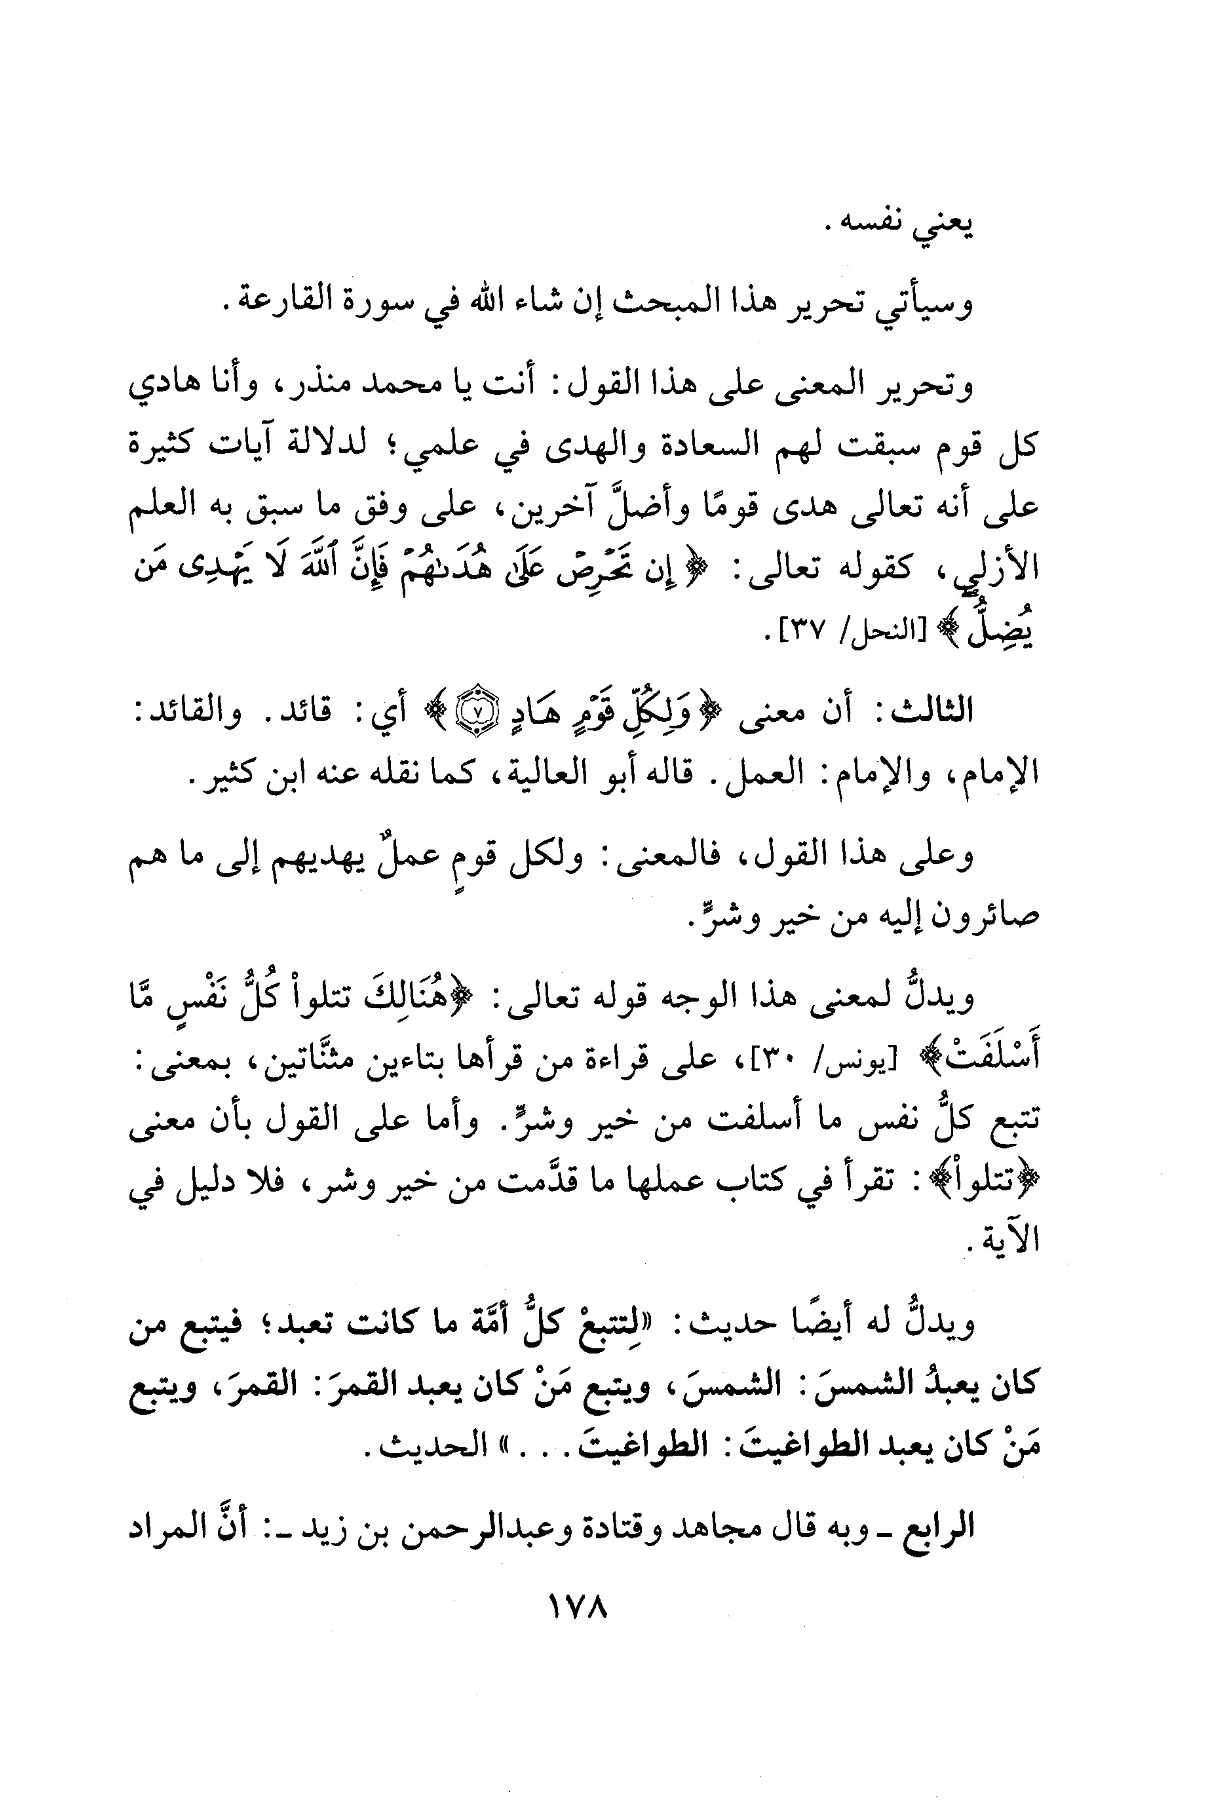 يعني نفسه .
وسيأتي تحرير هذا المبحث إن شاء الله في سورة القارعة .
وتحرير المعنى على هذا القول : أنت يا محمد منذر ، وأنا هادي
كل قوم سبقت لهم السعادة والهدى في علمي ؛ لدلالة آيات كثيرة
على أنه تعالى هدى قومًا وأضلَّ آخرين ، على وفق ما سبق به العلم
الأزلي ، كقوله تعالى : ﴿ إِن تَحْرِصْ عَلَىٰ هُدَىٰهُمْ فَإِنَّ ٱللَّهَ لَا يَهْدِى مَن
يُضِلُّۖ ﴾ [النحل/ ٣٧] .
الثالث : أن معنى ﴿ وَلِكُلِّ قَوْمٍ هَادٍ ٧ ﴾ أي : قائد . والقائد :
الإمام ، والإمام : العمل . قاله أبو العالية ، كما نقله عنه ابن كثير .
وعلى هذا القول ، فالمعنى : ولكل قومٍ عملٌ يهديهم إلى ما هم
صائرون إليه من خير وشرٍّ .
ويدلُّ لمعنى هذا الوجه قوله تعالى : ﴿هُنَالِكَ تتلواْ كُلُّ نَفْسٍ مَّا
أَسْلَفَتْ﴾ [يونس/ ٣٠] ، على قراءة من قرأها بتاءين مثنَّاتين ، بمعنى :
تتبع كلُّ نفس ما أسلفت من خير وشرٍّ . وأما على القول بأن معنى
﴿تتلواْ﴾ : تقرأ في كتاب عملها ما قدَّمت من خير وشر ، فلا دليل في
الآية .
ويدلُّ له أيضًا حديث : «لِتتبعْ كلُّ أمَّة ما كانت تعبد ؛ فيتبع من
كان يعبدُ الشمسَ : الشمسَ ، ويتبع مَنْ كان يعبد القمرَ : القمرَ ، ويتبع
مَنْ كان يعبد الطواغيتَ : الطواغيتَ . . .» الحديث .
الرابع ـ وبه قال مجاهد وقتادة وعبدالرحمن بن زيد ـ : أنَّ المراد
١٧٨